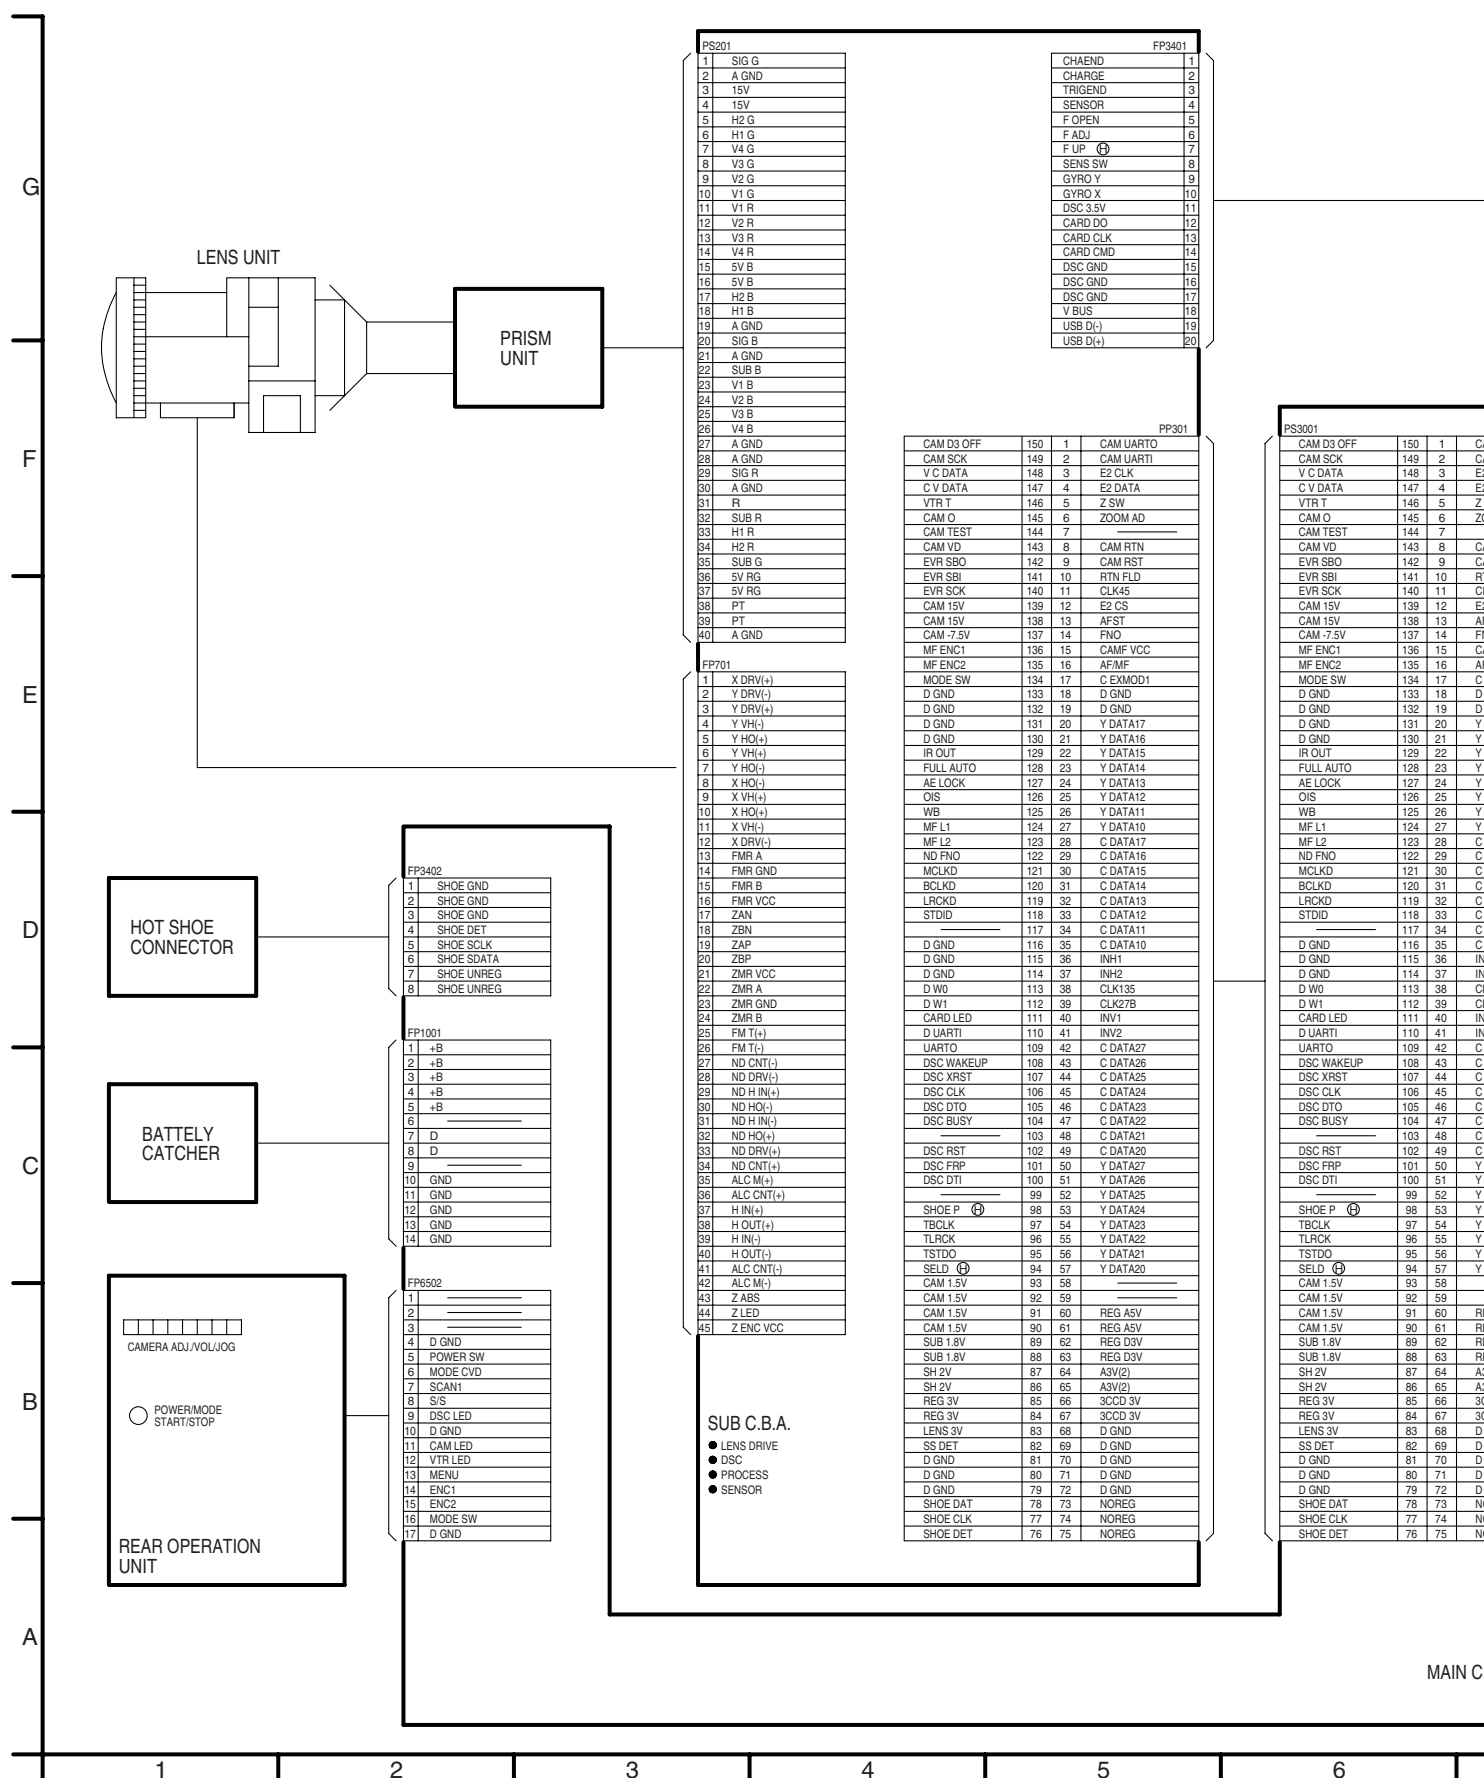 PS201
1 SIG G
2 A GND
3 15V
4 15V
5 H2 G
6 H1 G
7 V4 G
8 V3 G
9 V2 G
10 V1 G
11 V1 R
12 V2 R
13 V3 R
14 V4 R
15 5V B
16 5V B
17 H2 B
18 H1 B
19 A GND
20 SIG B
21 A GND
22 SUB B
23 V1 B
24 V2 B
25 V3 B
26 V4 B
27 A GND
28 A GND
29 SIG R
30 A GND
31 R
32 SUB R
33 H1 R
34 H2 R
35 SUB G
36 5V RG
37 5V RG
38 PT
39 PT
40 A GND
FP3401
CHAEND 1
CHARGE 2
TRIGEND 3
SENSOR 4
F OPEN 5
F ADJ 6
F UP Ⓗ 7
SENS SW 8
GYRO Y 9
GYRO X 10
DSC 3.5V 11
CARD DO 12
CARD CLK 13
CARD CMD 14
DSC GND 15
DSC GND 16
DSC GND 17
V BUS 18
USB D(-) 19
USB D(+) 20
G
LENS UNIT
PRISM
UNIT
F
FP701
1 X DRV(+)
2 Y DRV(-)
3 Y DRV(+)
4 Y VH(-)
5 Y HO(+)
6 Y VH(+)
7 Y HO(-)
8 X HO(-)
9 X VH(+)
10 X HO(+)
11 X VH(-)
12 X DRV(-)
13 FMR A
14 FMR GND
15 FMR B
16 FMR VCC
17 ZAN
18 ZBN
19 ZAP
20 ZBP
21 ZMR VCC
22 ZMR A
23 ZMR GND
24 ZMR B
25 FM T(+)
26 FM T(-)
27 ND CNT(-)
28 ND DRV(-)
29 ND H IN(+)
30 ND HO(-)
31 ND H IN(-)
32 ND HO(+)
33 ND DRV(+)
34 ND CNT(+)
35 ALC M(+)
36 ALC CNT(+)
37 H IN(+)
38 H OUT(+)
39 H IN(-)
40 H OUT(-)
41 ALC CNT(-)
42 ALC M(-)
43 Z ABS
44 Z LED
45 Z ENC VCC
PP301
CAM D3 OFF 150 1 CAM UARTO
CAM SCK 149 2 CAM UARTI
V C DATA 148 3 E2 CLK
C V DATA 147 4 E2 DATA
VTR T 146 5 Z SW
CAM O 145 6 ZOOM AD
CAM TEST 144 7
CAM VD 143 8 CAM RTN
EVR SBO 142 9 CAM RST
EVR SBI 141 10 RTN FLD
EVR SCK 140 11 CLK45
CAM 15V 139 12 E2 CS
CAM 15V 138 13 AFST
CAM -7.5V 137 14 FNO
MF ENC1 136 15 CAMF VCC
MF ENC2 135 16 AF/MF
MODE SW 134 17 C EXMOD1
D GND 133 18 D GND
D GND 132 19 D GND
D GND 131 20 Y DATA17
D GND 130 21 Y DATA16
IR OUT 129 22 Y DATA15
FULL AUTO 128 23 Y DATA14
AE LOCK 127 24 Y DATA13
OIS 126 25 Y DATA12
WB 125 26 Y DATA11
MF L1 124 27 Y DATA10
MF L2 123 28 C DATA17
ND FNO 122 29 C DATA16
MCLKD 121 30 C DATA15
BCLKD 120 31 C DATA14
LRCKD 119 32 C DATA13
STDID 118 33 C DATA12
117 34 C DATA11
D GND 116 35 C DATA10
D GND 115 36 INH1
D GND 114 37 INH2
D W0 113 38 CLK135
D W1 112 39 CLK27B
CARD LED 111 40 INV1
D UARTI 110 41 INV2
UARTO 109 42 C DATA27
DSC WAKEUP 108 43 C DATA26
DSC XRST 107 44 C DATA25
DSC CLK 106 45 C DATA24
DSC DTO 105 46 C DATA23
DSC BUSY 104 47 C DATA22
103 48 C DATA21
DSC RST 102 49 C DATA20
DSC FRP 101 50 Y DATA27
DSC DTI 100 51 Y DATA26
99 52 Y DATA25
SHOE P Ⓗ 98 53 Y DATA24
TBCLK 97 54 Y DATA23
TLRCK 96 55 Y DATA22
TSTDO 95 56 Y DATA21
SELD Ⓗ 94 57 Y DATA20
CAM 1.5V 93 58
CAM 1.5V 92 59
CAM 1.5V 91 60 REG A5V
CAM 1.5V 90 61 REG A5V
SUB 1.8V 89 62 REG D3V
SUB 1.8V 88 63 REG D3V
SH 2V 87 64 A3V(2)
SH 2V 86 65 A3V(2)
REG 3V 85 66 3CCD 3V
REG 3V 84 67 3CCD 3V
LENS 3V 83 68 D GND
SS DET 82 69 D GND
D GND 81 70 D GND
D GND 80 71 D GND
D GND 79 72 D GND
SHOE DAT 78 73 NOREG
SHOE CLK 77 74 NOREG
SHOE DET 76 75 NOREG
PS3001
CAM D3 OFF 150 1
CAM SCK 149 2
V C DATA 148 3
C V DATA 147 4
VTR T 146 5 Z
CAM O 145 6
CAM TEST 144 7
CAM VD 143 8
EVR SBO 142 9
EVR SBI 141 10
EVR SCK 140 11
CAM 15V 139 12
CAM 15V 138 13
CAM -7.5V 137 14
MF ENC1 136 15
MF ENC2 135 16
MODE SW 134 17 C
D GND 133 18 D
D GND 132 19 D
D GND 131 20 Y
D GND 130 21 Y
IR OUT 129 22 Y
FULL AUTO 128 23 Y
AE LOCK 127 24 Y
OIS 126 25 Y
WB 125 26 Y
MF L1 124 27 Y
MF L2 123 28 C
ND FNO 122 29 C
MCLKD 121 30 C
BCLKD 120 31 C
LRCKD 119 32 C
STDID 118 33 C
117 34 C
D GND 116 35 C
D GND 115 36 IN
D GND 114 37 IN
D W0 113 38
D W1 112 39
CARD LED 111 40 IN
D UARTI 110 41 IN
UARTO 109 42 C
DSC WAKEUP 108 43 C
DSC XRST 107 44 C
DSC CLK 106 45 C
DSC DTO 105 46 C
DSC BUSY 104 47 C
103 48 C
DSC RST 102 49 C
DSC FRP 101 50 Y
DSC DTI 100 51 Y
99 52 Y
SHOE P Ⓗ 98 53 Y
TBCLK 97 54 Y
TLRCK 96 55 Y
TSTDO 95 56 Y
SELD Ⓗ 94 57 Y
CAM 1.5V 93 58
CAM 1.5V 92 59
CAM 1.5V 91 60
CAM 1.5V 90 61
SUB 1.8V 89 62
SUB 1.8V 88 63
SH 2V 87 64
SH 2V 86 65
REG 3V 85 66
REG 3V 84 67
LENS 3V 83 68 D
SS DET 82 69 D
D GND 81 70 D
D GND 80 71 D
D GND 79 72 D
SHOE DAT 78 73
SHOE CLK 77 74
SHOE DET 76 75
E
D
HOT SHOE
CONNECTOR
FP3402
1 SHOE GND
2 SHOE GND
3 SHOE GND
4 SHOE DET
5 SHOE SCLK
6 SHOE SDATA
7 SHOE UNREG
8 SHOE UNREG
C
BATTELY
CATCHER
FP1001
1 +B
2 +B
3 +B
4 +B
5 +B
6
7 D
8 D
9
10 GND
11 GND
12 GND
13 GND
14 GND
B
CAMERA ADJ./VOL/JOG
POWER/MODE
START/STOP
REAR OPERATION
UNIT
FP6502
1
2
3
4 D GND
5 POWER SW
6 MODE CVD
7 SCAN1
8 S/S
9 DSC LED
10 D GND
11 CAM LED
12 VTR LED
13 MENU
14 ENC1
15 ENC2
16 MODE SW
17 D GND
SUB C.B.A.
● LENS DRIVE
● DSC
● PROCESS
● SENSOR
A
MAIN C
1 2 3 4 5 6